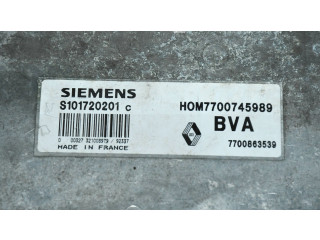 SIEMENS
S101720201 C
HOM7700745989
BVA
MADE IN FRANCE
7700863539